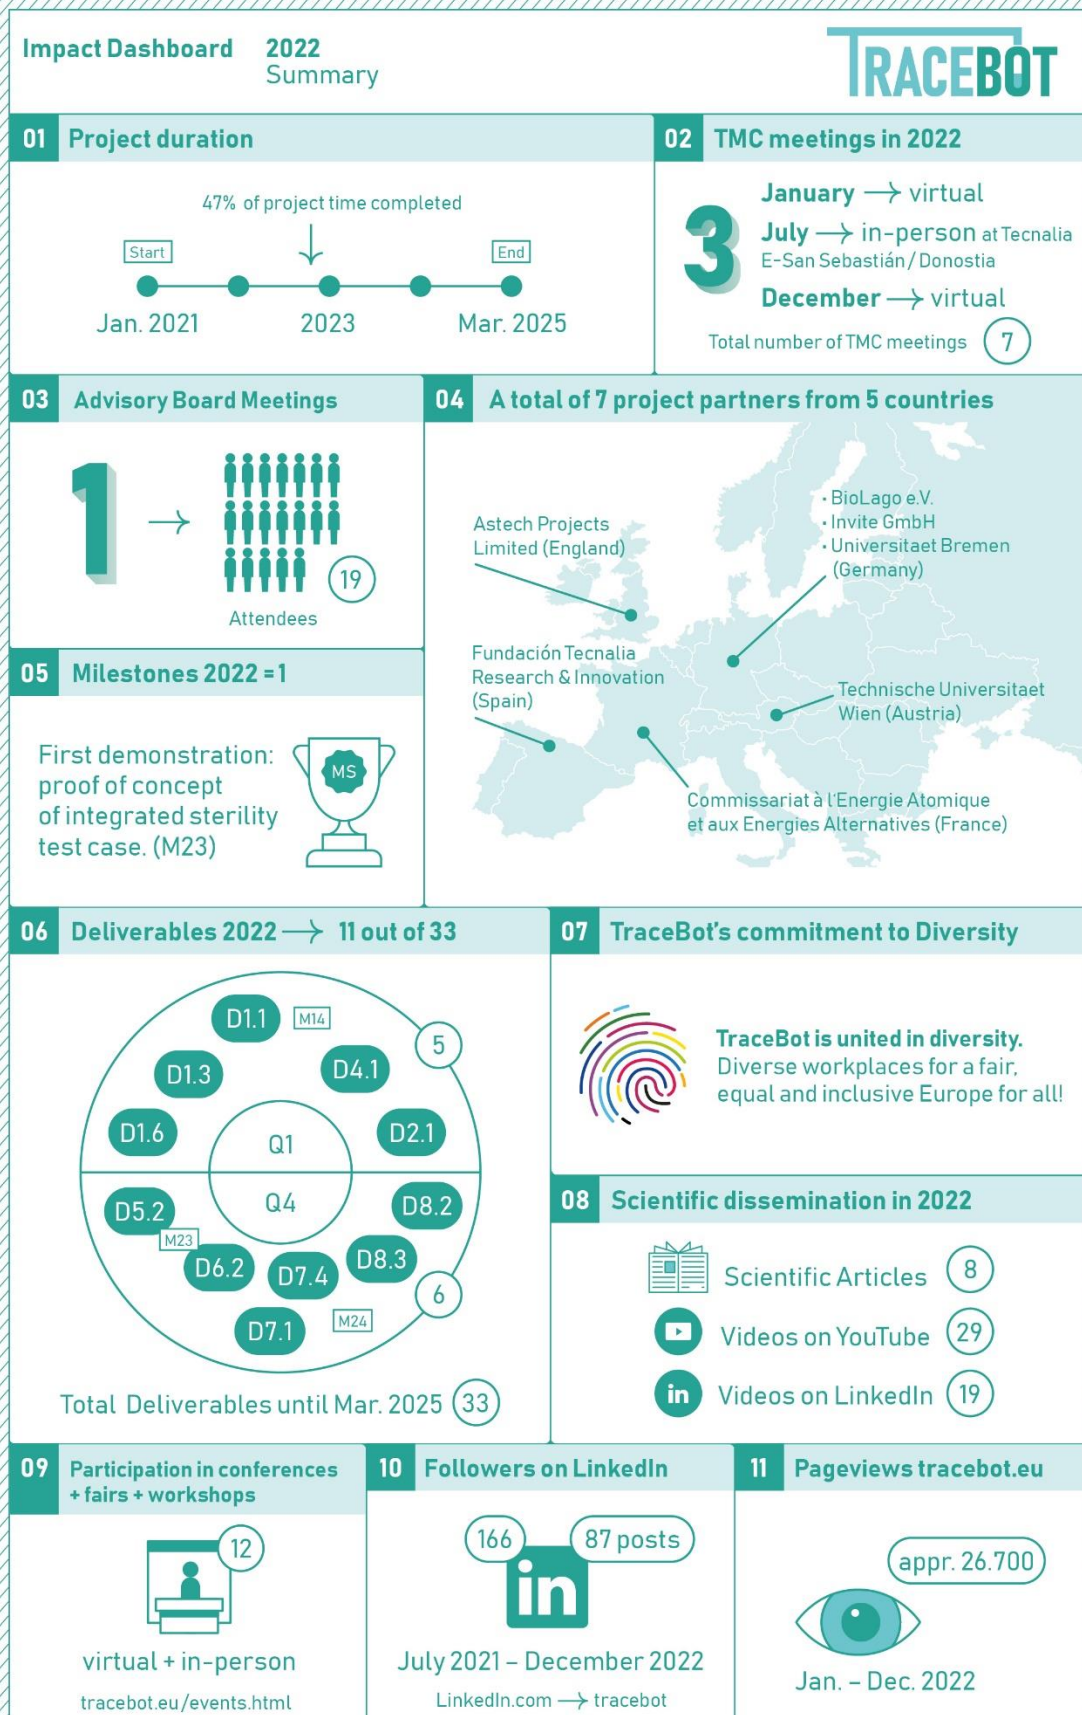 Impact Dashboard 2022
Summary
TRACEBOT
01 Project duration
47% of project time completed
Start
End
Jan. 2021
2023
Mar. 2025
02 TMC meetings in 2022
3
January → virtual
July → in-person at Tecnalia
E-San Sebastián / Donostia
December → virtual
Total number of TMC meetings 7
03 Advisory Board Meetings
1 →
19
Attendees
04 A total of 7 project partners from 5 countries
Astech Projects
Limited (England)
· BioLago e.V.
· Invite GmbH
· Universitaet Bremen
(Germany)
Fundación Tecnalia
Research & Innovation
(Spain)
Technische Universitaet
Wien (Austria)
Commissariat à l'Energie Atomique
et aux Energies Alternatives (France)
05 Milestones 2022 = 1
First demonstration:
proof of concept
of integrated sterility
test case. (M23)
MS
06 Deliverables 2022 → 11 out of 33
D1.1
M14
5
D1.3
D4.1
D1.6
D2.1
Q1
Q4
D5.2
D8.2
M23
D6.2
D7.4
D8.3
6
D7.1
M24
Total Deliverables until Mar. 2025 33
07 TraceBot's commitment to Diversity
TraceBot is united in diversity.
Diverse workplaces for a fair,
equal and inclusive Europe for all!
08 Scientific dissemination in 2022
Scientific Articles 8
Videos on YouTube 29
in Videos on LinkedIn 19
09 Participation in conferences
+ fairs + workshops
12
virtual + in-person
tracebot.eu/events.html
10 Followers on LinkedIn
166
87 posts
in
July 2021 – December 2022
LinkedIn.com → tracebot
11 Pageviews tracebot.eu
appr. 26.700
Jan. – Dec. 2022